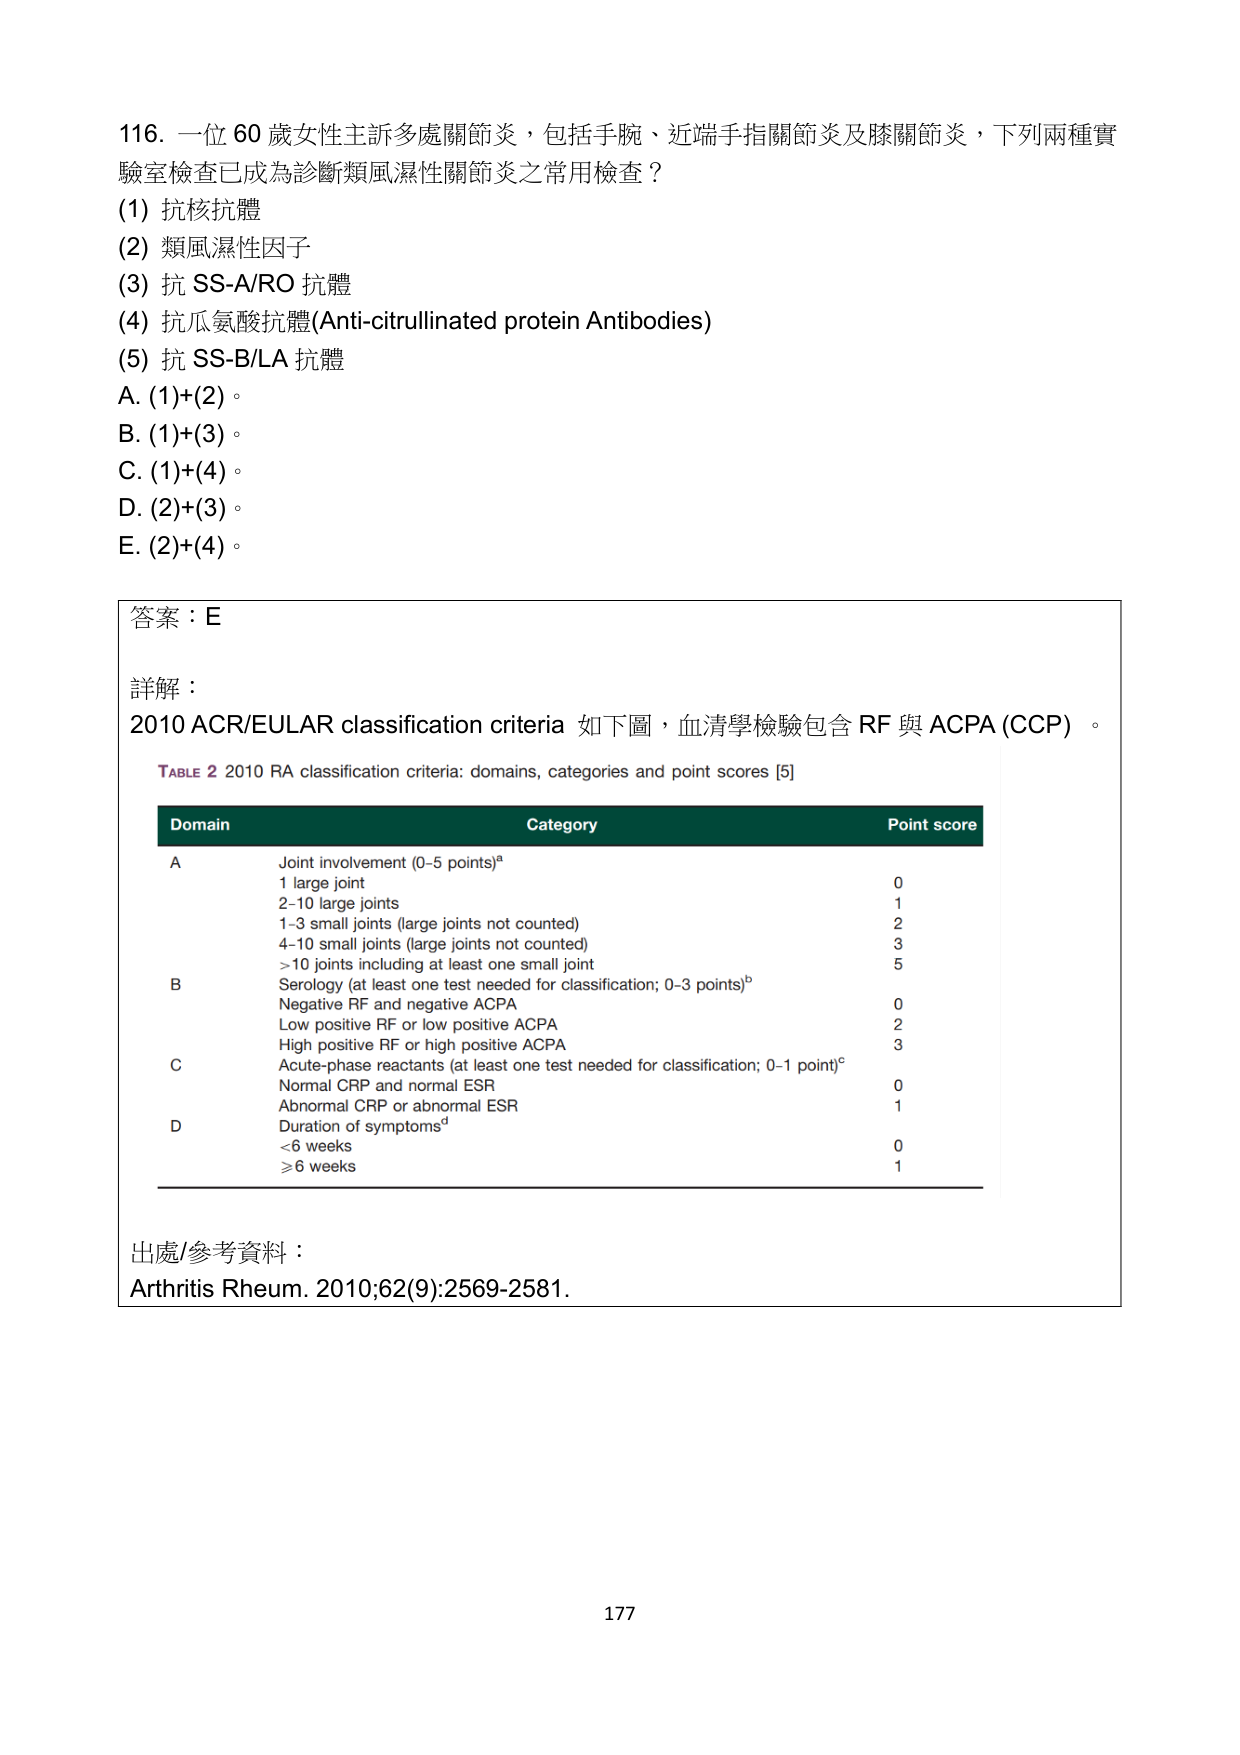 116. 一位 60 歲女性主訴多處關節炎，包括手腕、近端手指關節炎及膝關節炎，下列兩種實
驗室檢查已成為診斷類風濕性關節炎之常用檢查？
(1) 抗核抗體
(2) 類風濕性因子
(3) 抗 SS-A/RO 抗體
(4) 抗瓜氨酸抗體(Anti-citrullinated protein Antibodies)
(5) 抗 SS-B/LA 抗體
A. (1)+(2)。
B. (1)+(3)。
C. (1)+(4)。
D. (2)+(3)。
E. (2)+(4)。
答案：E
詳解：
2010 ACR/EULAR classification criteria 如下圖，血清學檢驗包含 RF 與 ACPA (CCP) 。
TABLE 2 2010 RA classification criteria: domains, categories and point scores [5]
Domain Category Point score
A Joint involvement (0–5 points)a
1 large joint 0
2–10 large joints 1
1–3 small joints (large joints not counted) 2
4–10 small joints (large joints not counted) 3
>10 joints including at least one small joint 5
B Serology (at least one test needed for classification; 0–3 points)b
Negative RF and negative ACPA 0
Low positive RF or low positive ACPA 2
High positive RF or high positive ACPA 3
C Acute-phase reactants (at least one test needed for classification; 0–1 point)c
Normal CRP and normal ESR 0
Abnormal CRP or abnormal ESR 1
D Duration of symptomsd
<6 weeks 0
⩾6 weeks 1
出處/參考資料：
Arthritis Rheum. 2010;62(9):2569-2581.
177